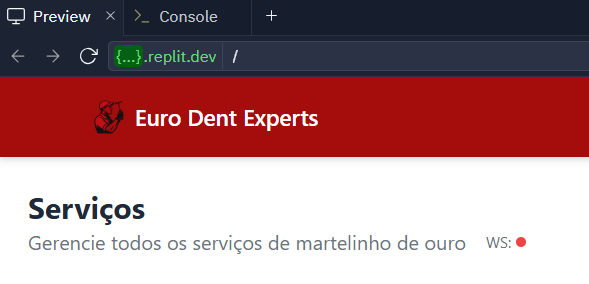 Preview Console
{...}.replit.dev /
Euro Dent Experts
Serviços
Gerencie todos os serviços de martelinho de ouro WS: